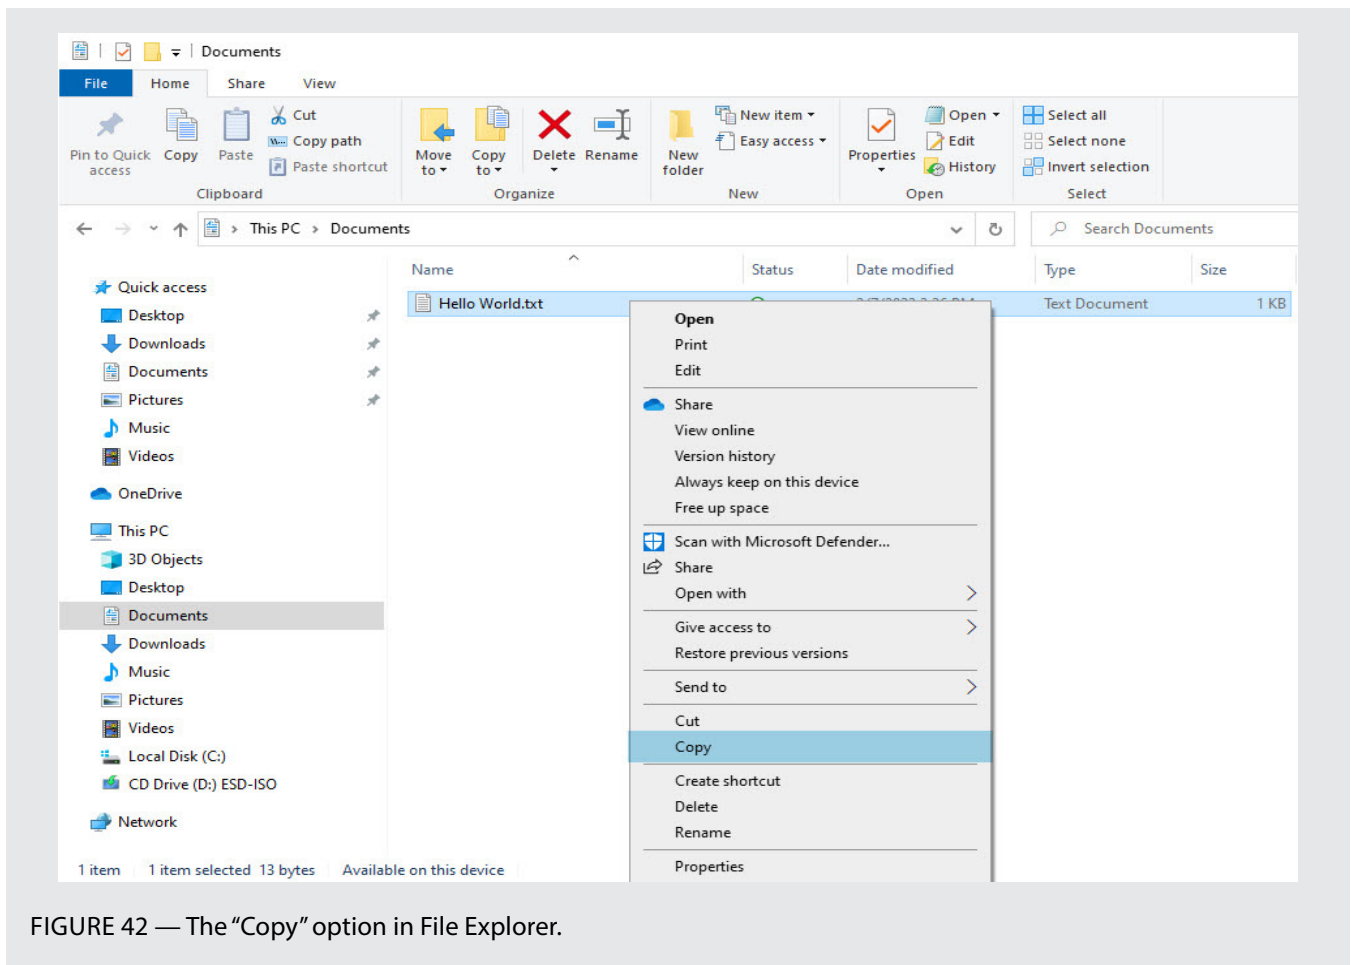 Documents
File Home Share View
Pin to Quick access
Copy
Paste
Cut
Copy path
Paste shortcut
Clipboard
Move to
Copy to
Delete
Rename
Organize
New folder
New item
Easy access
New
Properties
Open
Edit
History
Open
Select all
Select none
Invert selection
Select
This PC > Documents
Search Documents
Name Status Date modified Type Size
Hello World.txt Text Document 1 KB
Quick access
Desktop
Downloads
Documents
Pictures
Music
Videos
OneDrive
This PC
3D Objects
Desktop
Documents
Downloads
Music
Pictures
Videos
Local Disk (C:)
CD Drive (D:) ESD-ISO
Network
Open
Print
Edit
Share
View online
Version history
Always keep on this device
Free up space
Scan with Microsoft Defender...
Share
Open with
Give access to
Restore previous versions
Send to
Cut
Copy
Create shortcut
Delete
Rename
Properties
1 item 1 item selected 13 bytes Available on this device
FIGURE 42 — The “Copy” option in File Explorer.